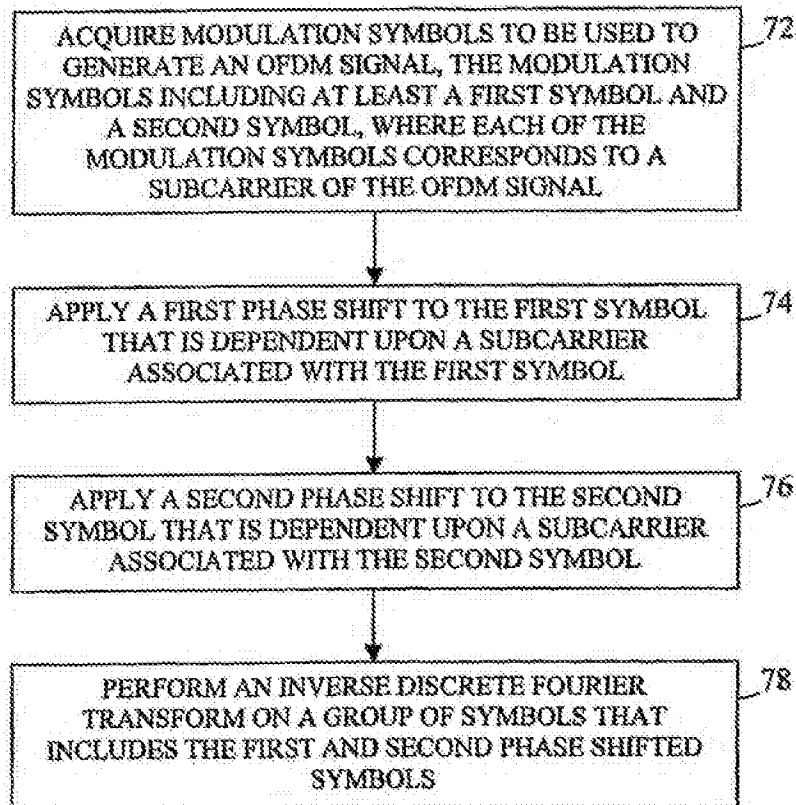 ACQUIRE MODULATION SYMBOLS TO BE USED TO
GENERATE AN OFDM SIGNAL, THE MODULATION
SYMBOLS INCLUDING AT LEAST A FIRST SYMBOL AND
A SECOND SYMBOL, WHERE EACH OF THE
MODULATION SYMBOLS CORRESPONDS TO A
SUBCARRIER OF THE OFDM SIGNAL
72
APPLY A FIRST PHASE SHIFT TO THE FIRST SYMBOL
THAT IS DEPENDENT UPON A SUBCARRIER
ASSOCIATED WITH THE FIRST SYMBOL
74
APPLY A SECOND PHASE SHIFT TO THE SECOND
SYMBOL THAT IS DEPENDENT UPON A SUBCARRIER
ASSOCIATED WITH THE SECOND SYMBOL
76
PERFORM AN INVERSE DISCRETE FOURIER
TRANSFORM ON A GROUP OF SYMBOLS THAT
INCLUDES THE FIRST AND SECOND PHASE SHIFTED
SYMBOLS
78